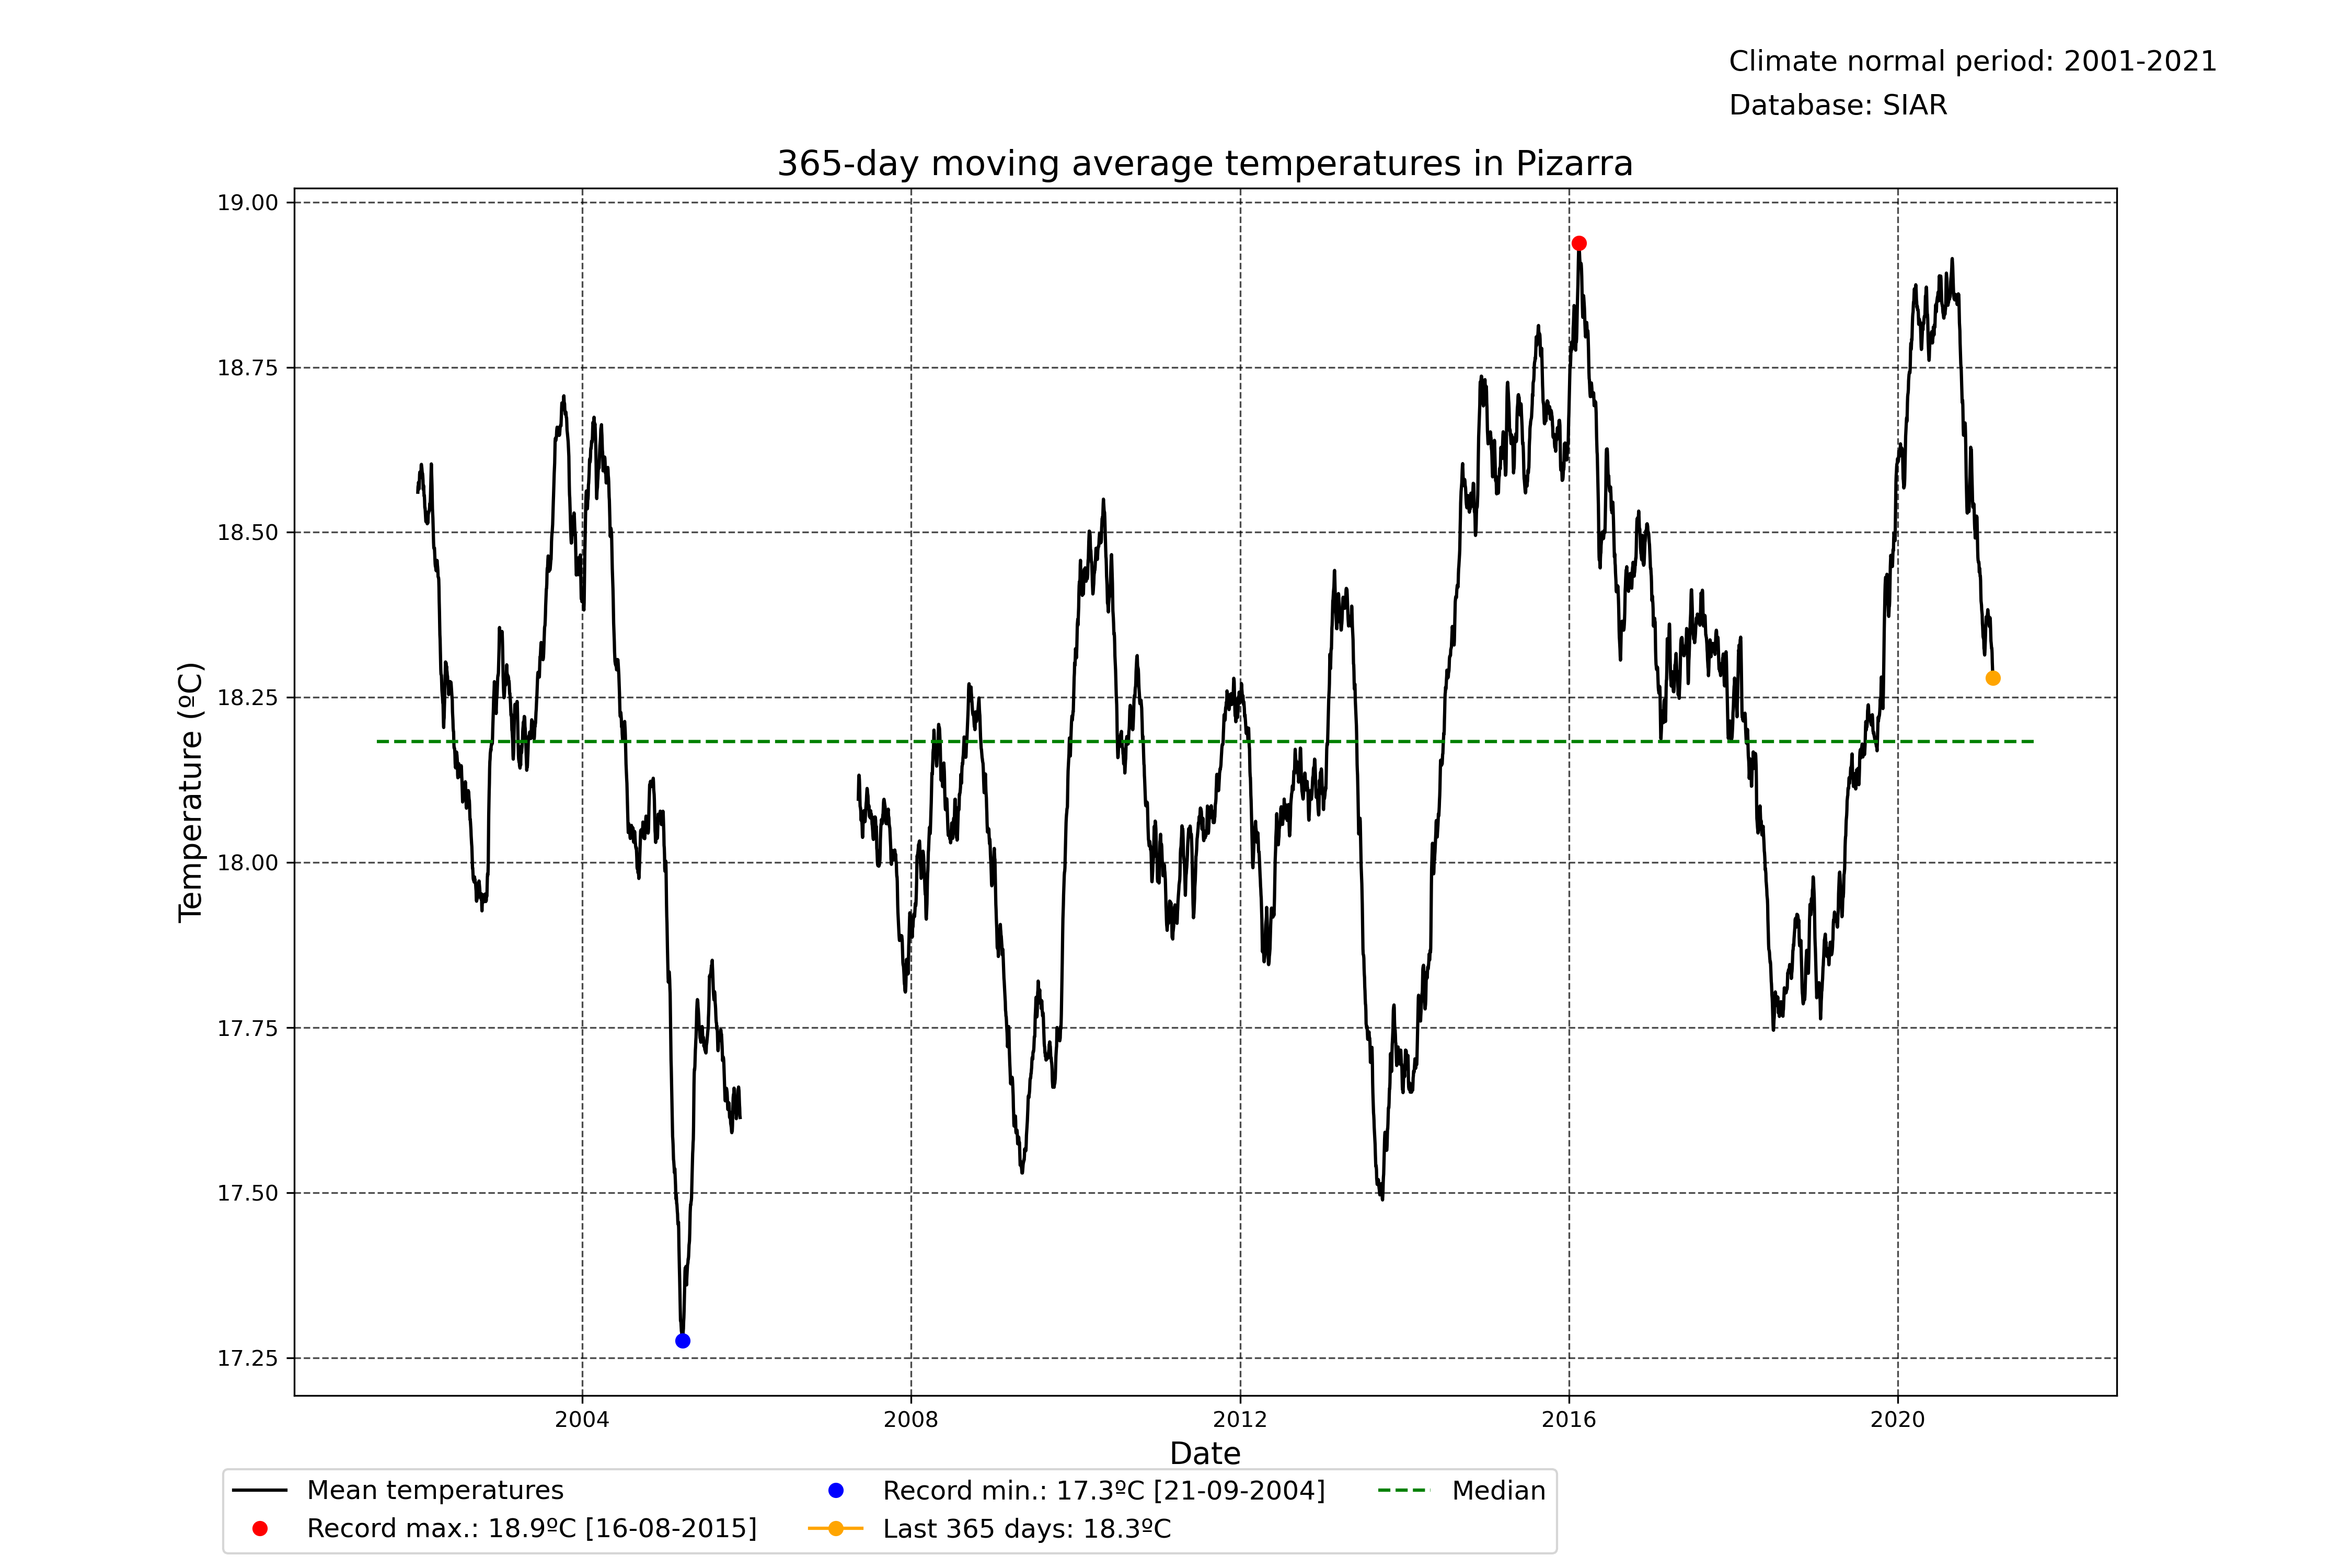 Climate normal period: 2001-2021
Database: SIAR
365-day moving average temperatures in Pizarra
19.00
18.75
18.50
18.25
18.00
17.75
17.50
17.25
Temperature (ºC)
2004 2008 2012 2016 2020
Date
Mean temperatures
Record max.: 18.9ºC [16-08-2015]
Record min.: 17.3ºC [21-09-2004]
Last 365 days: 18.3ºC
Median